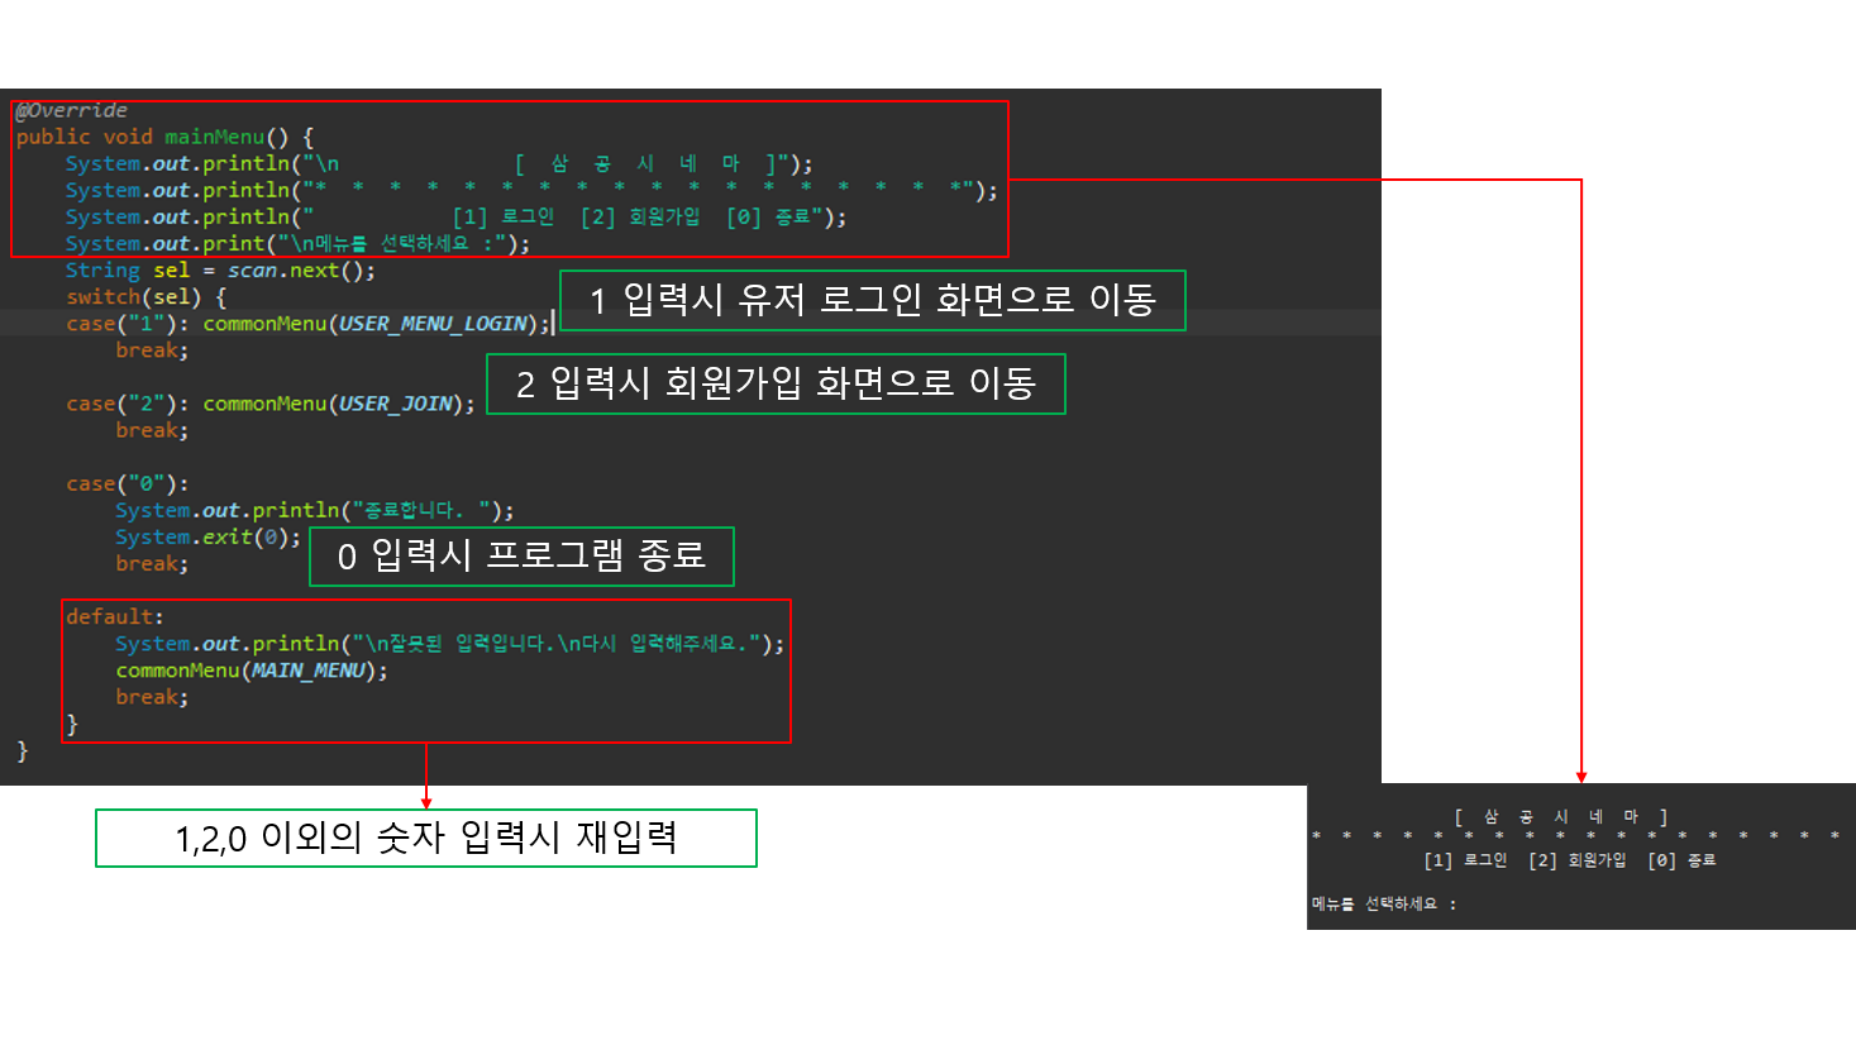 @Override
public void mainMenu() {
System.out.println("\n [ 삼 공 시 네 마 ]");
System.out.println("* * * * * * * * * * * * * * * * * *");
System.out.println(" [1] 로그인 [2] 회원가입 [0] 종료");
System.out.print("\n메뉴를 선택하세요 :");
String sel = scan.next();
switch(sel) {
1 입력시 유저 로그인 화면으로 이동
case("1"): commonMenu(USER_MENU_LOGIN);
break;
2 입력시 회원가입 화면으로 이동
case("2"): commonMenu(USER_JOIN);
break;
case("0"):
System.out.println("종료합니다. ");
System.exit(0);
0 입력시 프로그램 종료
break;
default:
System.out.println("\n잘못된 입력입니다.\n다시 입력해주세요.");
commonMenu(MAIN_MENU);
break;
}
}
1,2,0 이외의 숫자 입력시 재입력
[ 삼 공 시 네 마 ]
* * * * * * * * * * * * * * * * * *
[1] 로그인 [2] 회원가입 [0] 종료
메뉴를 선택하세요 :